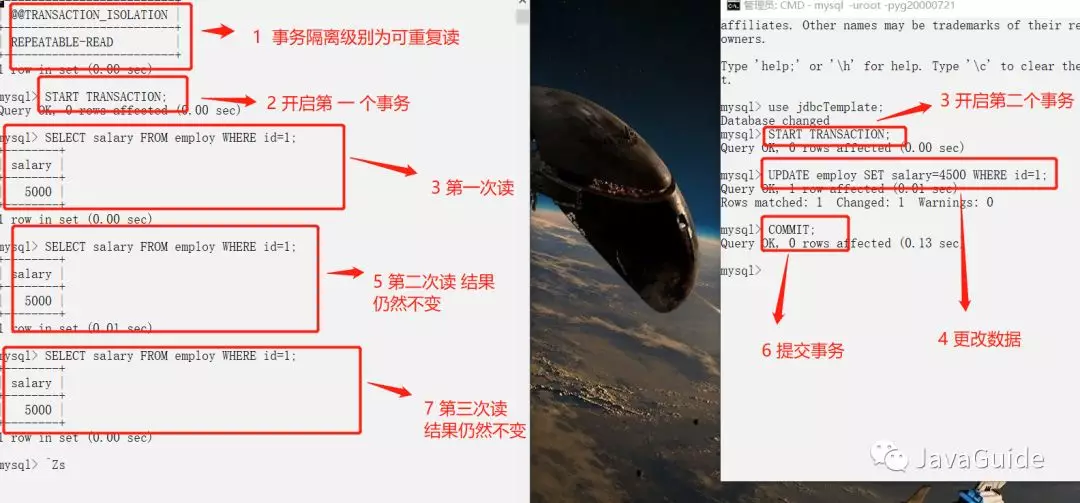 @@TRANSACTION_ISOLATION
REPEATABLE-READ
1 row in set (0.00 sec)
1 事务隔离级别为可重复读
mysql> START TRANSACTION;
Query OK, 0 rows affected (0.00 sec)
2 开启第 一 个事务
mysql> SELECT salary FROM employ WHERE id=1;
salary
5000
1 row in set (0.00 sec)
3 第一次读
mysql> SELECT salary FROM employ WHERE id=1;
salary
5000
1 row in set (0.01 sec)
5 第二次读 结果
仍然不变
mysql> SELECT salary FROM employ WHERE id=1;
salary
5000
1 row in set (0.00 sec)
7 第三次读
结果仍然不变
mysql> ^Zs
管理员: CMD - mysql -uroot -pyg20000721
affiliates. Other names may be trademarks of their re
owners.
Type 'help;' or '\h' for help. Type '\c' to clear the
t.
mysql> use jdbcTemplate;
Database changed
3 开启第二个事务
mysql> START TRANSACTION;
Query OK, 0 rows affected (0.00 sec)
mysql> UPDATE employ SET salary=4500 WHERE id=1;
Query OK, 1 row affected (0.01 sec)
Rows matched: 1 Changed: 1 Warnings: 0
mysql> COMMIT;
Query OK, 0 rows affected (0.13 sec
mysql>
4 更改数据
6 提交事务
JavaGuide